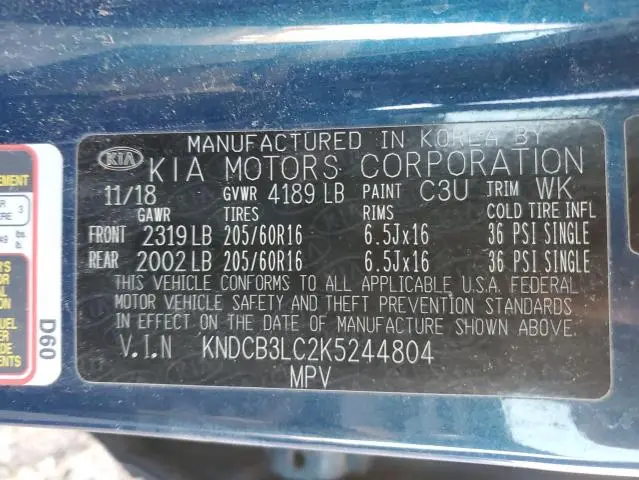 MANUFACTURED IN KOREA BY
KIA KIA MOTORS CORPORATION
11/18 GVWR 4189 LB PAINT C3U TRIM WK
GAWR TIRES RIMS COLD TIRE INFL
FRONT 2319 LB 205/60R16 6.5Jx16 36 PSI SINGLE
REAR 2002 LB 205/60R16 6.5Jx16 36 PSI SINGLE
THIS VEHICLE CONFORMS TO ALL APPLICABLE U.S.A. FEDERAL
MOTOR VEHICLE SAFETY AND THEFT PREVENTION STANDARDS
IN EFFECT ON THE DATE OF MANUFACTURE SHOWN ABOVE.
V.I.N KNDCB3LC2K5244804
MPV
D60